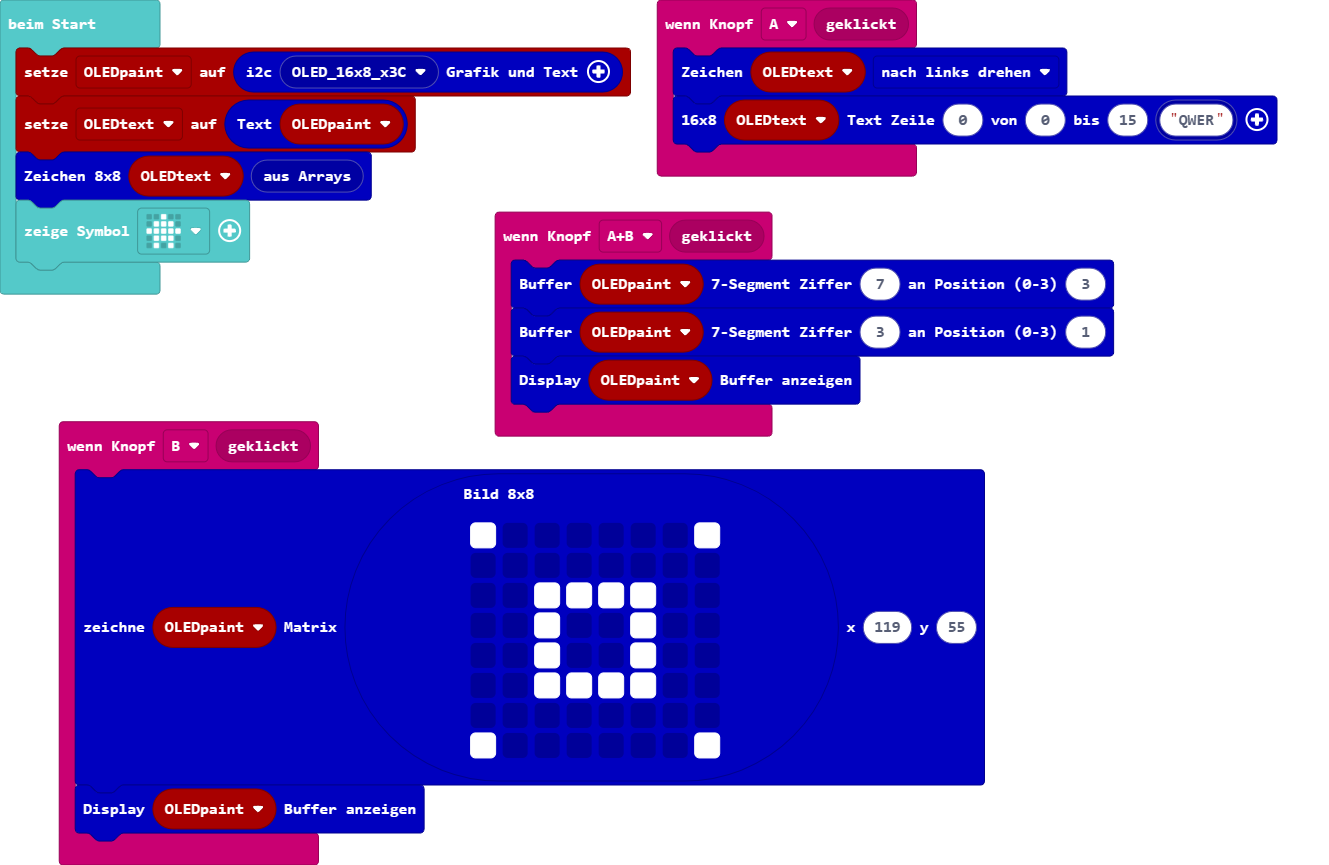 beim Start
setze OLEDpaint auf i2c OLED_16x8_x3C Grafik und Text
setze OLEDtext auf Text OLEDpaint
Zeichen 8x8 OLEDtext aus Arrays
zeige Symbol
wenn Knopf A geklickt
Zeichen OLEDtext nach links drehen
16x8 OLEDtext Text Zeile 0 von 0 bis 15 "QWER"
wenn Knopf A+B geklickt
Buffer OLEDpaint 7-Segment Ziffer 7 an Position (0-3) 3
Buffer OLEDpaint 7-Segment Ziffer 3 an Position (0-3) 1
Display OLEDpaint Buffer anzeigen
wenn Knopf B geklickt
Bild 8x8
zeichne OLEDpaint Matrix x 119 y 55
Display OLEDpaint Buffer anzeigen